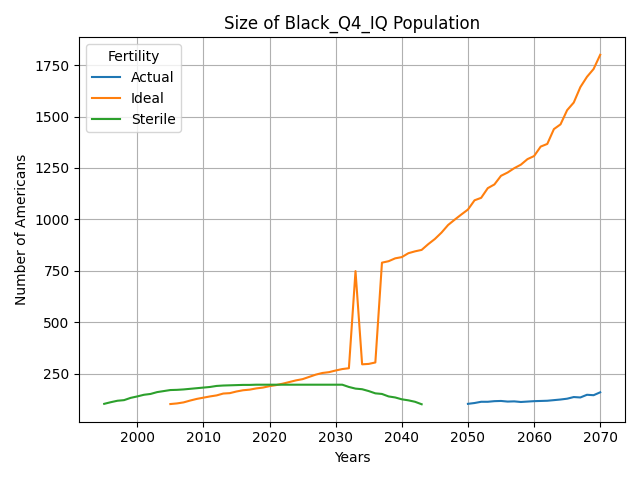 Size of Black_Q4_IQ Population
Fertility
Actual
Ideal
Sterile
Number of Americans
1750
1500
1250
1000
750
500
250
2000 2010 2020 2030 2040 2050 2060 2070
Years